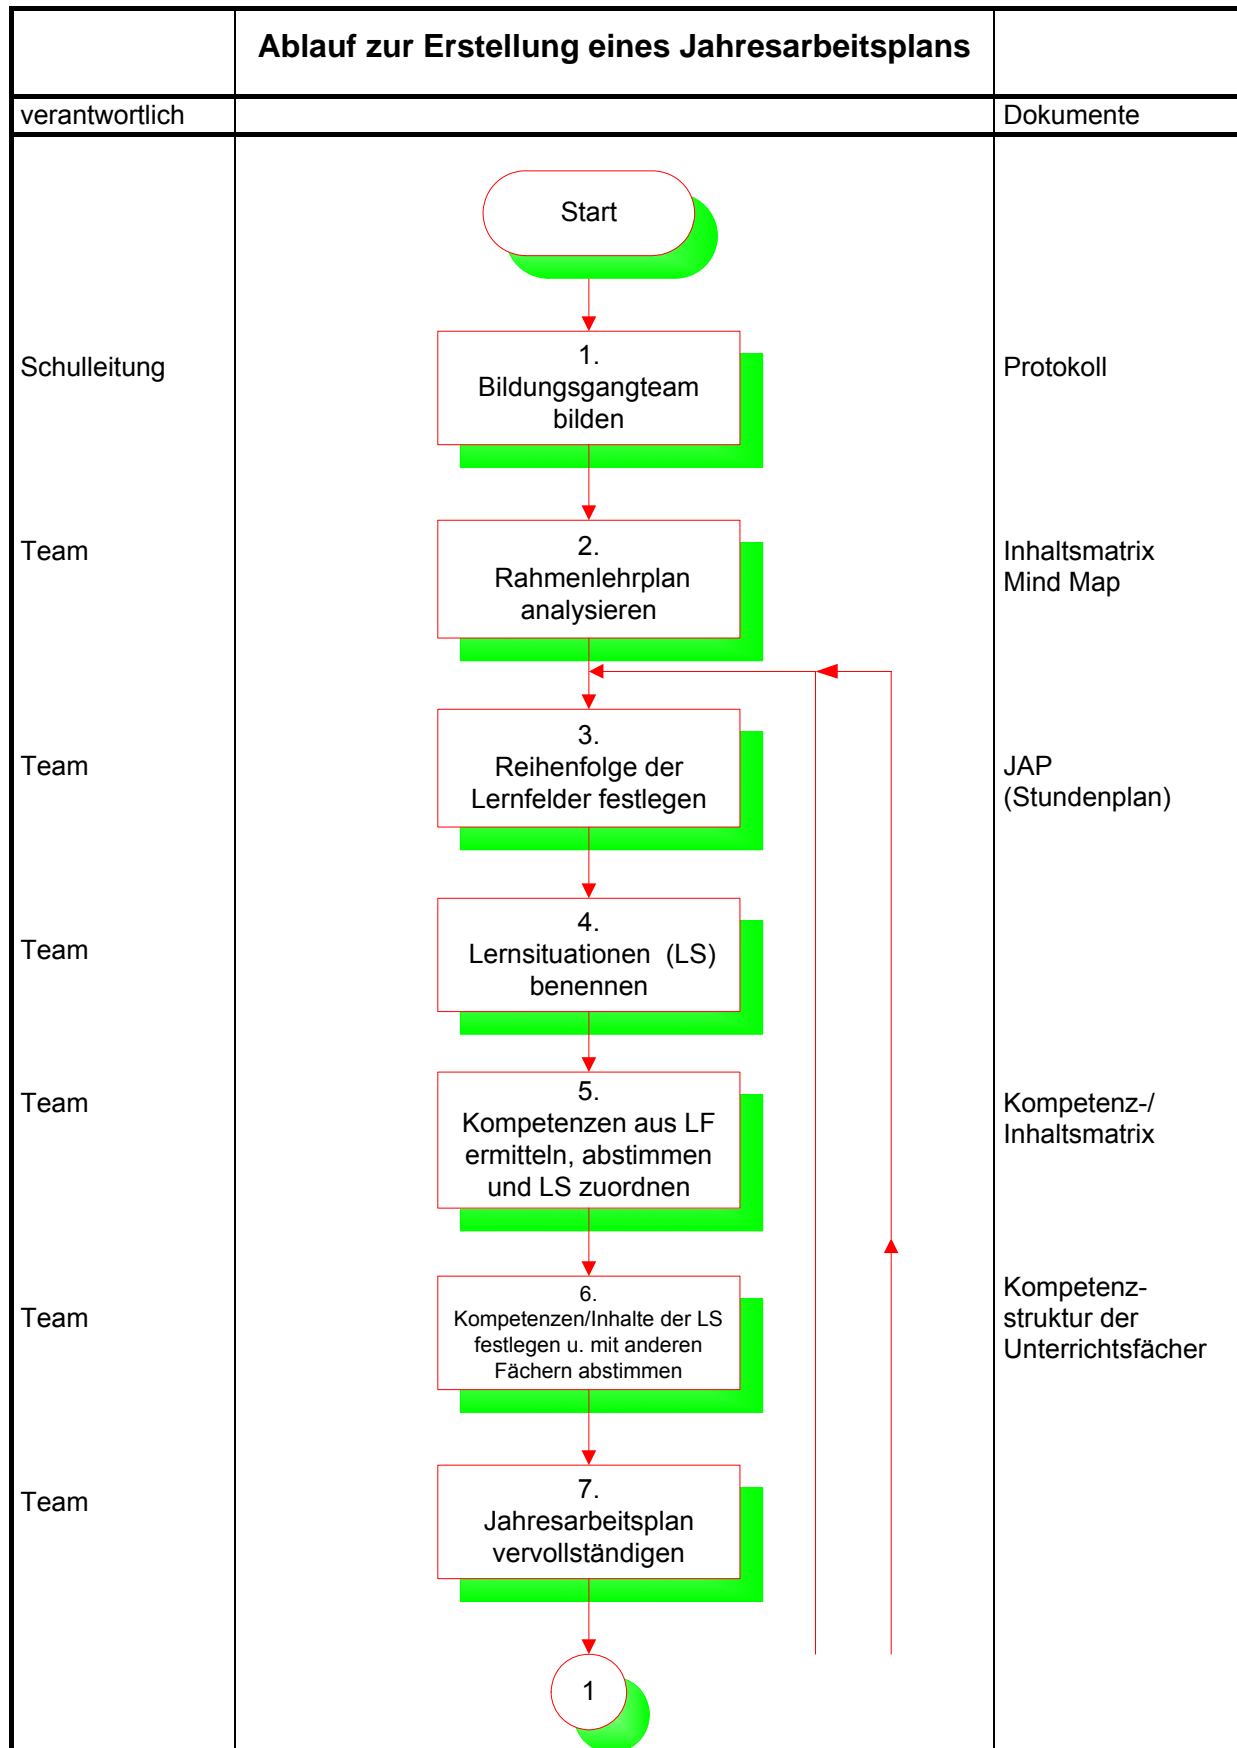 Ablauf zur Erstellung eines Jahresarbeitsplans
verantwortlich
Dokumente
Start
Schulleitung
1.
Bildungsgangteam
bilden
Protokoll
Team
2.
Rahmenlehrplan
analysieren
Inhaltsmatrix
Mind Map
Team
3.
Reihenfolge der
Lernfelder festlegen
JAP
(Stundenplan)
Team
4.
Lernsituationen (LS)
benennen
Team
5.
Kompetenzen aus LF
ermitteln, abstimmen
und LS zuordnen
Kompetenz-/
Inhaltsmatrix
Team
6.
Kompetenzen/Inhalte der LS
festlegen u. mit anderen
Fächern abstimmen
Kompetenz-
struktur der
Unterrichtsfächer
Team
7.
Jahresarbeitsplan
vervollständigen
1